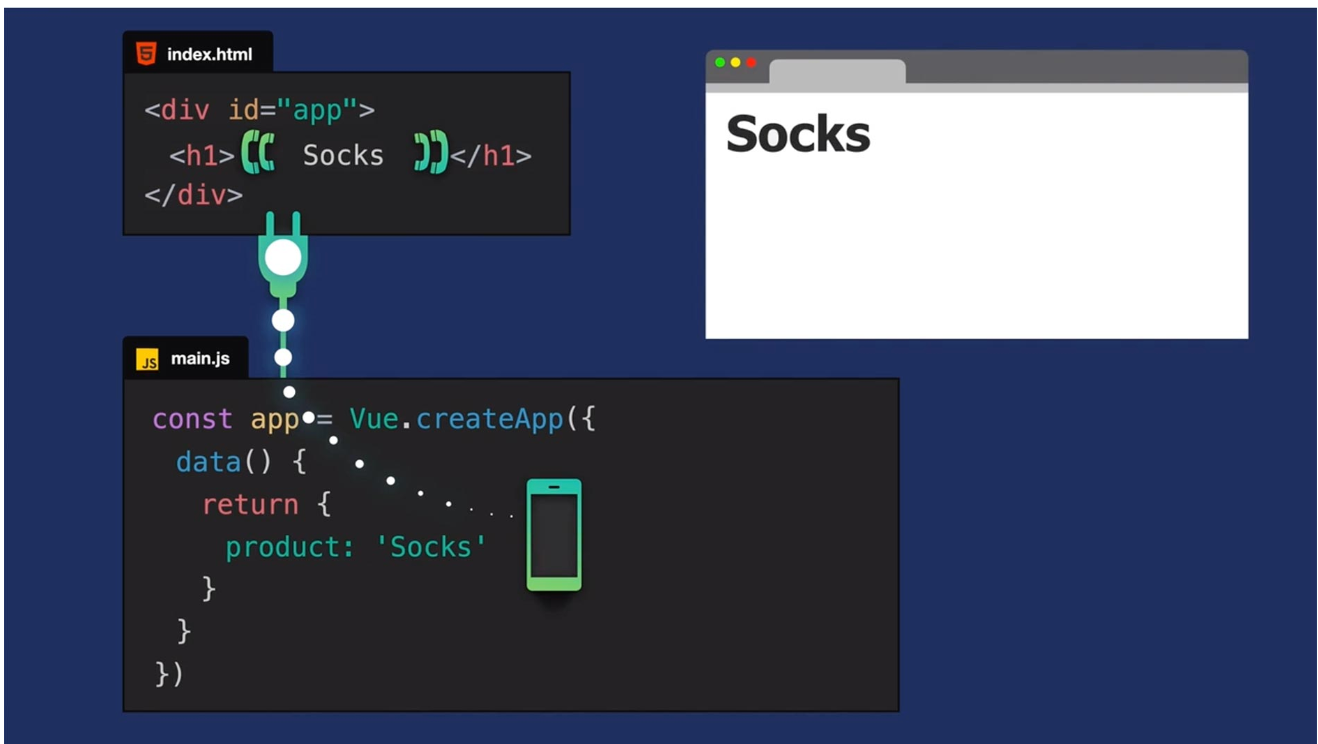 index.html
<div id="app">
<h1> Socks </h1>
</div>
Socks
JS main.js
const app = Vue.createApp({
data() {
return {
product: 'Socks'
}
}
})